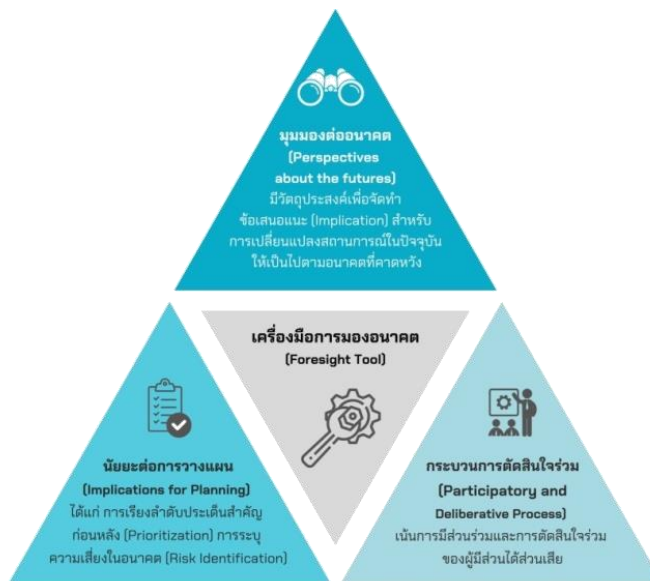 มุมมองต่ออนาคต
(Perspectives
about the futures)
มีวัตถุประสงค์เพื่อจัดทำ
ข้อเสนอแนะ (Implication) สำหรับ
การเปลี่ยนแปลงสถานการณ์ในปัจจุบัน
ให้เป็นไปตามอนาคตที่คาดหวัง
เครื่องมือการมองอนาคต
(Foresight Tool)
นัยยะต่อการวางแผน
(Implications for Planning)
ได้แก่ การเรียงลำดับประเด็นสำคัญ
ก่อนหลัง (Prioritization) การระบุ
ความเสี่ยงในอนาคต (Risk Identification)
กระบวนการตัดสินใจร่วม
(Participatory and
Deliberative Process)
เน้นการมีส่วนร่วมและการตัดสินใจร่วม
ของผู้มีส่วนได้ส่วนเสีย